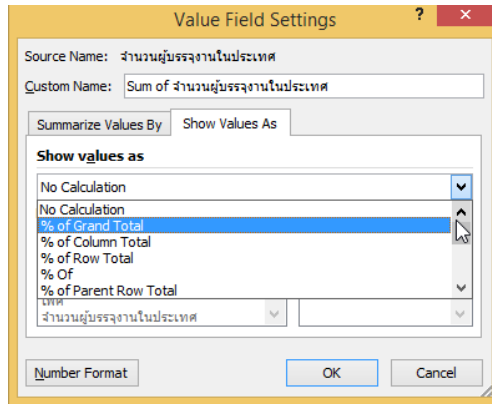 Value Field Settings
?
Source Name: จำนวนผู้บรรจุงานในประเทศ
Custom Name: Sum of จำนวนผู้บรรจุงานในประเทศ
Summarize Values By Show Values As
Show values as
No Calculation
No Calculation
% of Grand Total
% of Column Total
% of Row Total
% Of
% of Parent Row Total
เพศ
จำนวนผู้บรรจุงานในประเทศ
Number Format OK Cancel